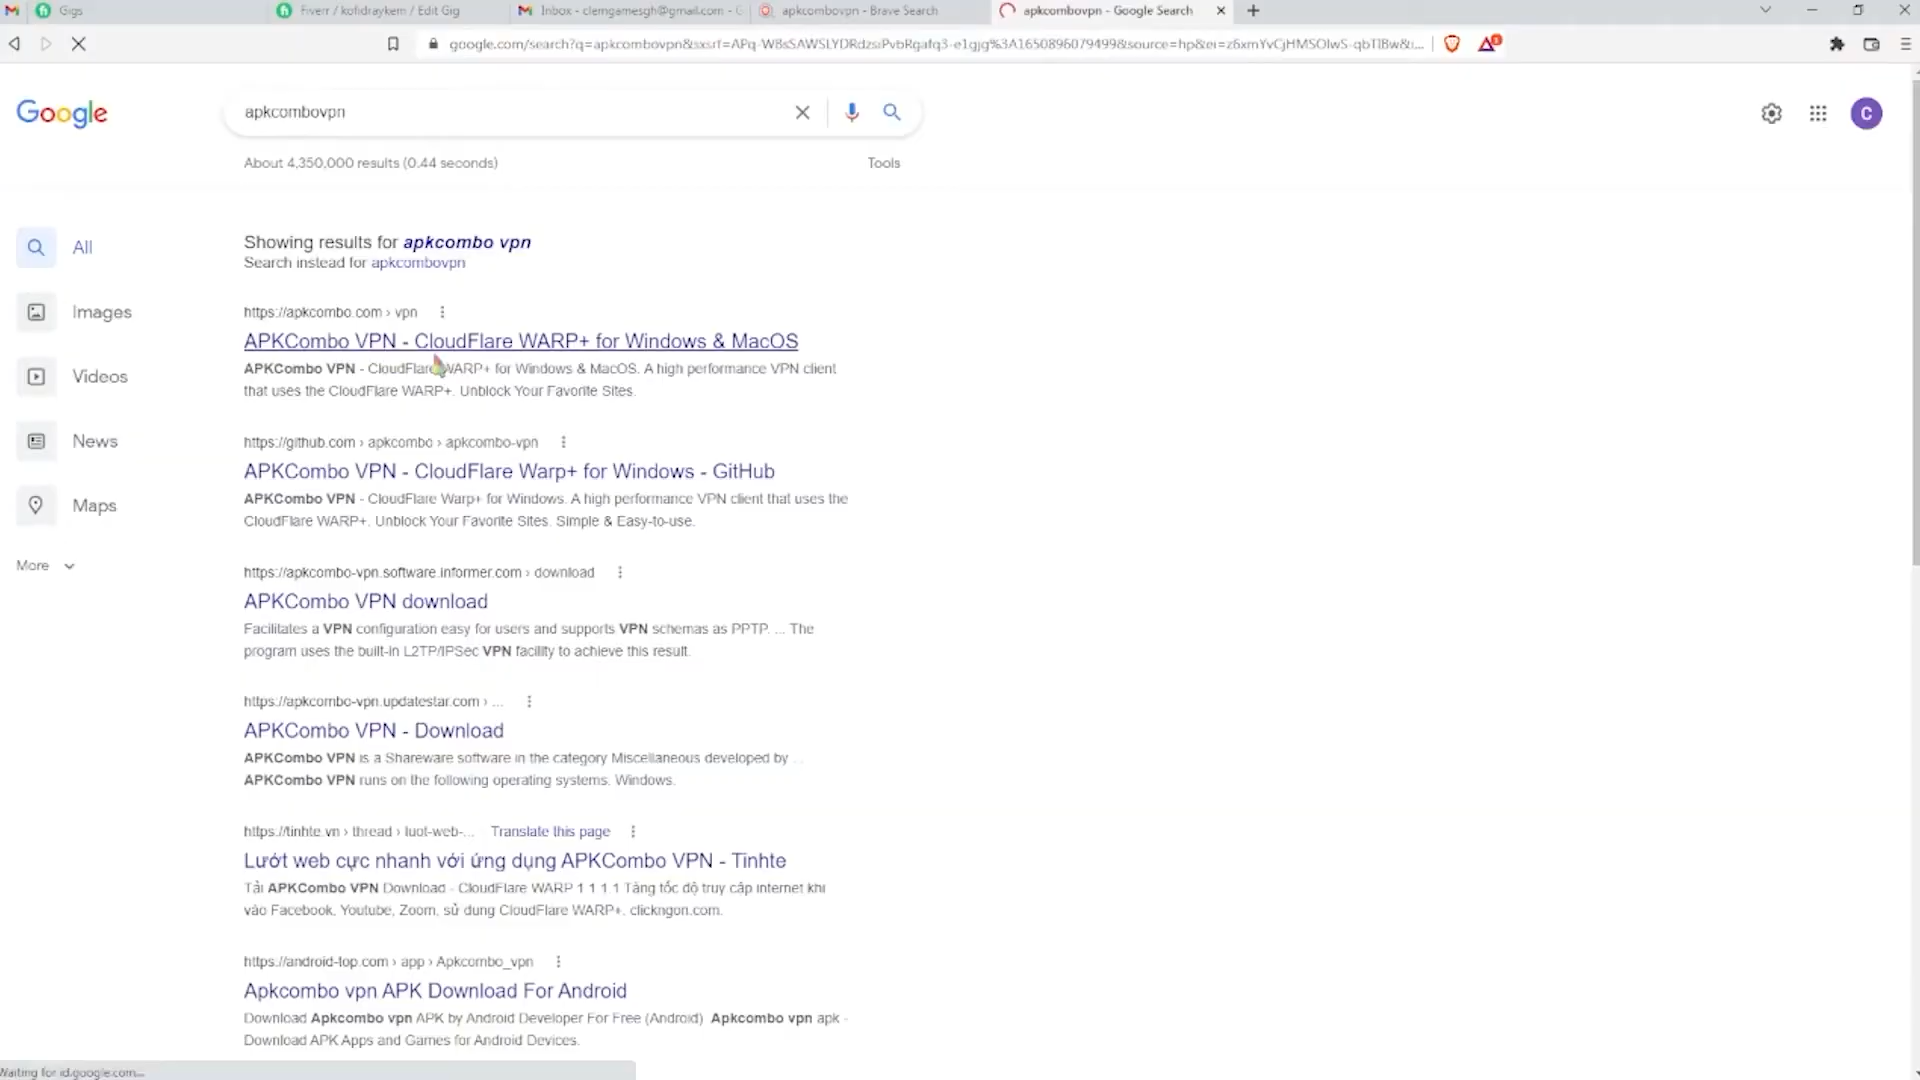 Gigs
Fiverr / kofidraykem / Edit Gig
Inbox - clemgamesgh@gmail.com - G
apkcombovpn - Brave Search
apkcombovpn - Google Search
Google
apkcombovpn
C
About 4,350,000 results (0.44 seconds)
Tools
All
Images
Videos
News
Maps
More
Showing results for apkcombo vpn
Search instead for apkcombovpn
https://apkcombo.com › vpn
APKCombo VPN - CloudFlare WARP+ for Windows & MacOS
APKCombo VPN - CloudFlare WARP+ for Windows & MacOS. A high performance VPN client
that uses the CloudFlare WARP+. Unblock Your Favorite Sites.
https://github.com › apkcombo › apkcombo-vpn
APKCombo VPN - CloudFlare Warp+ for Windows - GitHub
APKCombo VPN - CloudFlare Warp+ for Windows. A high performance VPN client that uses the
CloudFlare WARP+. Unblock Your Favorite Sites. Simple & Easy-to-use.
https://apkcombo-vpn.software.informer.com › download
APKCombo VPN download
Facilitates a VPN configuration easy for users and supports VPN schemas as PPTP. ... The
program uses the built-in L2TP/IPSec VPN facility to achieve this result.
https://apkcombo-vpn.updatestar.com › ...
APKCombo VPN - Download
APKCombo VPN is a Shareware software in the category Miscellaneous developed by ...
APKCombo VPN runs on the following operating systems: Windows.
https://tinhte.vn › thread › luot-web-... Translate this page
Lướt web cực nhanh với ứng dụng APKCombo VPN - Tinhte
Tải APKCombo VPN Download - CloudFlare WARP 1 1 1 1 Tăng tốc độ truy cập internet khi
vào Facebook, Youtube, Zoom, sử dụng CloudFlare WARP+. clickngon.com.
https://android-top.com › app › Apkcombo_vpn
Apkcombo vpn APK Download For Android
Download Apkcombo vpn APK by Android Developer For Free (Android) Apkcombo vpn apk -
Download APK Apps and Games for Android Devices.
Waiting for id.google.com...